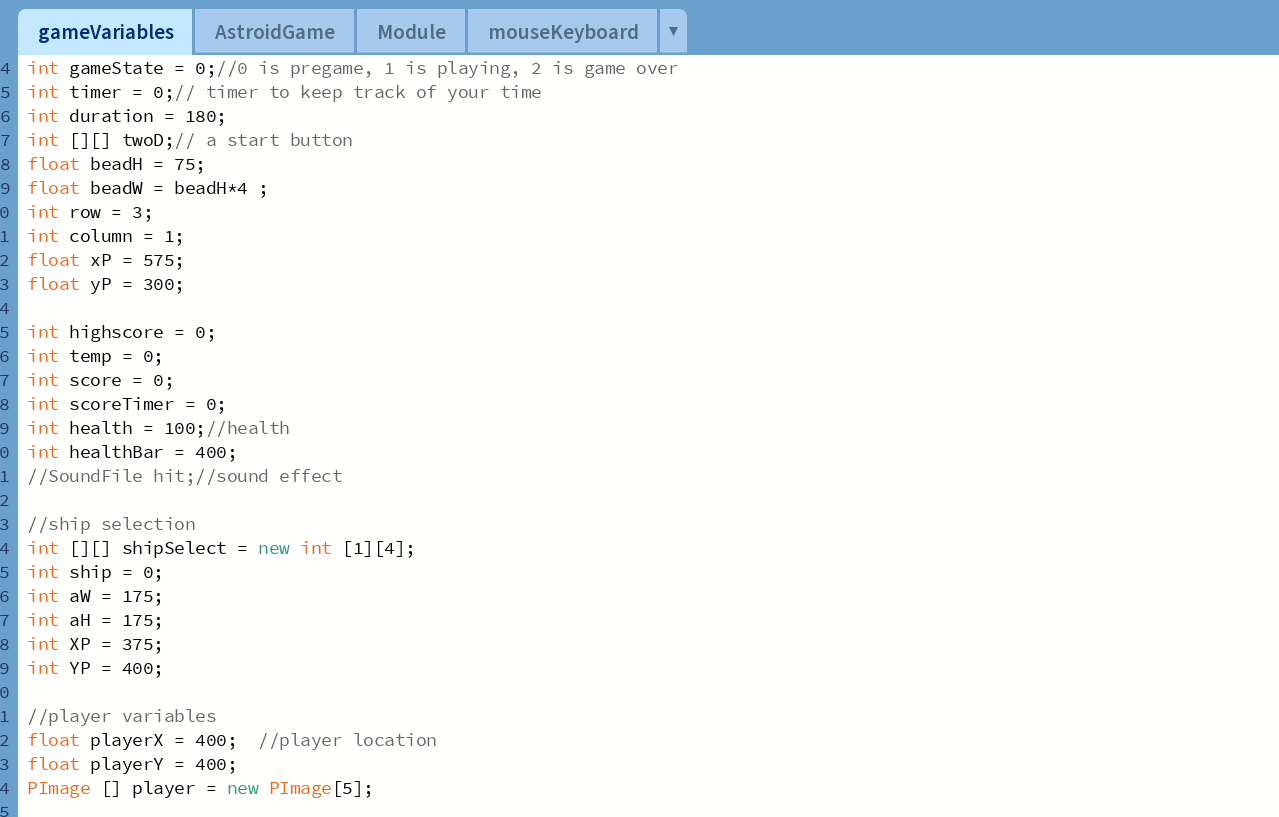 gameVariables AstroidGame Module mouseKeyboard ▼
4 int gameState = 0;//0 is pregame, 1 is playing, 2 is game over
5 int timer = 0;// timer to keep track of your time
6 int duration = 180;
7 int [][] twoD;// a start button
8 float beadH = 75;
9 float beadW = beadH*4 ;
0 int row = 3;
1 int column = 1;
2 float xP = 575;
3 float yP = 300;
4
5 int highscore = 0;
6 int temp = 0;
7 int score = 0;
8 int scoreTimer = 0;
9 int health = 100;//health
0 int healthBar = 400;
1 //SoundFile hit;//sound effect
2
3 //ship selection
4 int [][] shipSelect = new int [1][4];
5 int ship = 0;
6 int aW = 175;
7 int aH = 175;
8 int XP = 375;
9 int YP = 400;
0
1 //player variables
2 float playerX = 400;  //player location
3 float playerY = 400;
4 PImage [] player = new PImage[5];
5